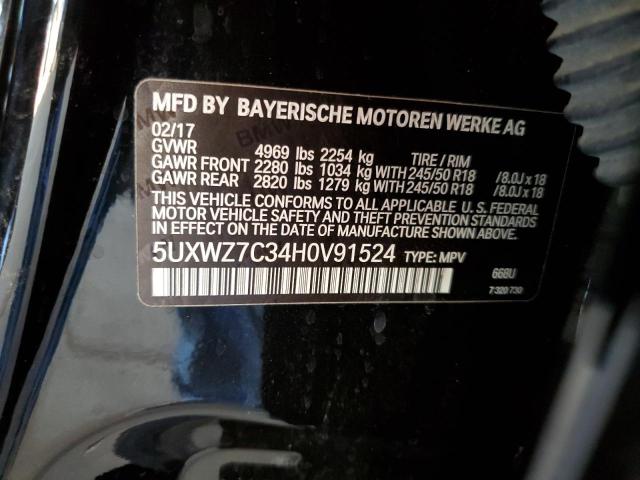 MFD BY BAYERISCHE MOTOREN WERKE AG
02/17
GVWR 4969 lbs 2254 kg TIRE / RIM
GAWR FRONT 2280 lbs 1034 kg WITH 245/50 R18 /8.0J x 18
GAWR REAR 2820 lbs 1279 kg WITH 245/50 R18 /8.0J x 18
THIS VEHICLE CONFORMS TO ALL APPLICABLE U. S. FEDERAL
MOTOR VEHICLE SAFETY AND THEFT PREVENTION STANDARDS
IN EFFECT ON DATE OF MANUFACTURE SHOWN ABOVE.
5UXWZ7C34H0V91524 TYPE: MPV
668U
7 320 730